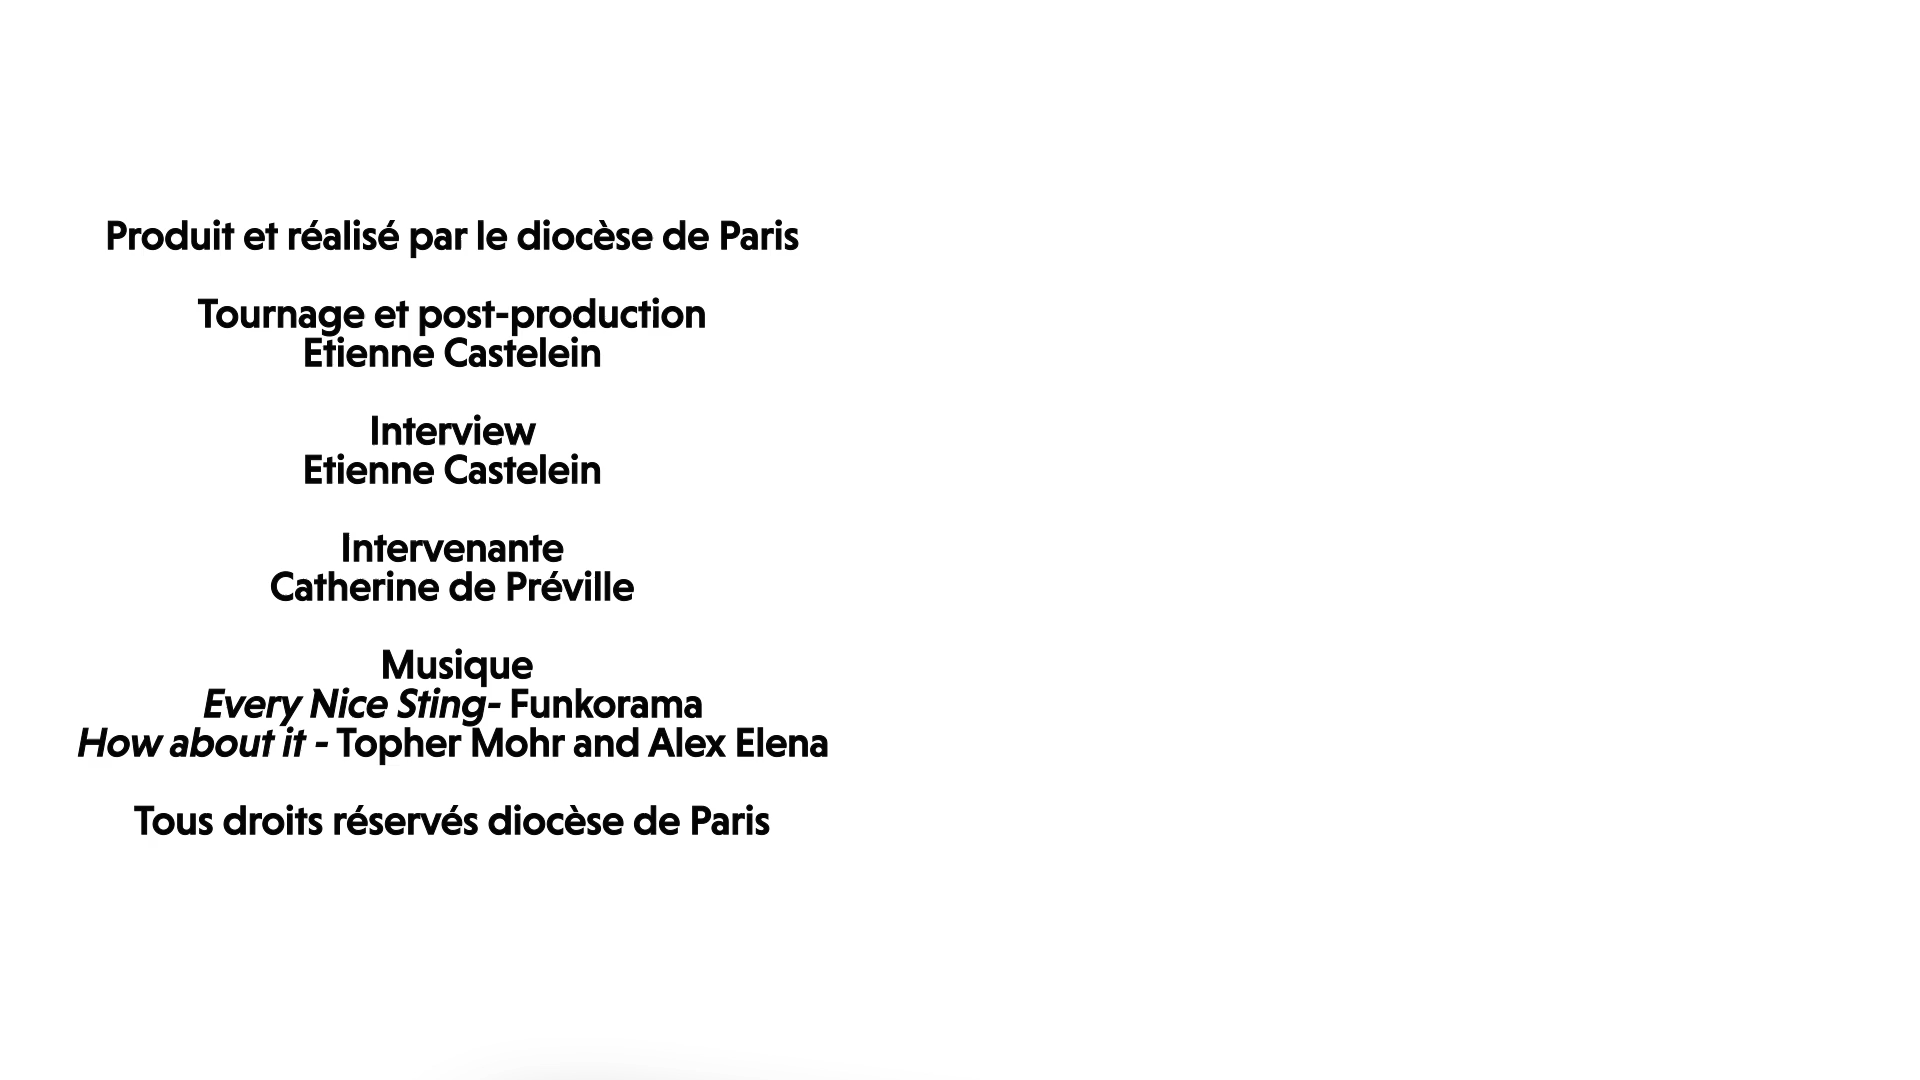 Produit et réalisé par le diocèse de Paris
Tournage et post-production
Etienne Castelein
Interview
Etienne Castelein
Intervenante
Catherine de Préville
Musique
Every Nice Sting- Funkorama
How about it - Topher Mohr and Alex Elena
Tous droits réservés diocèse de Paris